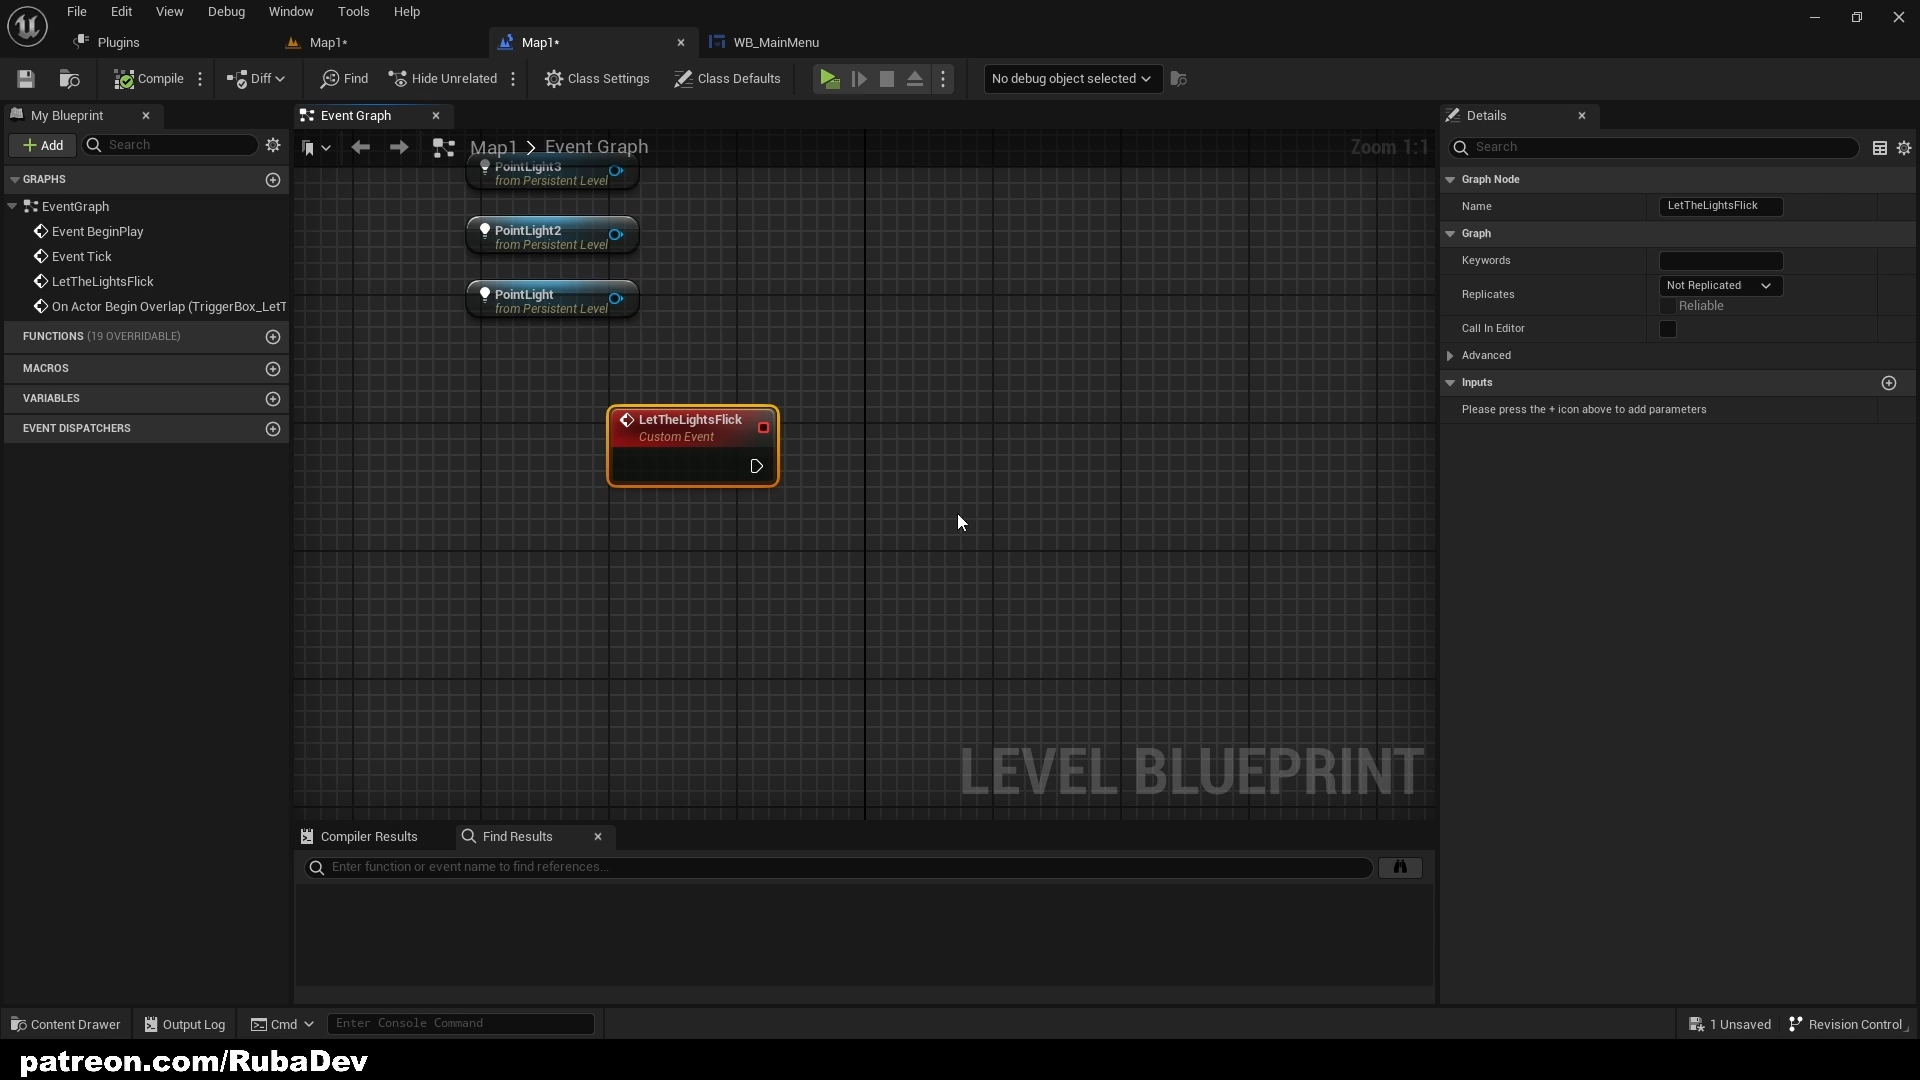 File Edit View Debug Window Tools Help
Plugins Map1* Map1* WB_MainMenu
Compile Diff Find Hide Unrelated Class Settings Class Defaults No debug object selected
My Blueprint
Add Search
GRAPHS
EventGraph
Event BeginPlay
Event Tick
LetTheLightsFlick
On Actor Begin Overlap (TriggerBox_LetT
FUNCTIONS (19 OVERRIDABLE)
MACROS
VARIABLES
EVENT DISPATCHERS
Event Graph
Map1 > Event Graph
Zoom 1:1
PointLight3
from Persistent Level
PointLight2
from Persistent Level
PointLight
from Persistent Level
LetTheLightsFlick
Custom Event
LEVEL BLUEPRINT
Compiler Results Find Results
Enter function or event name to find references...
Details
Search
Graph Node
Name LetTheLightsFlick
Graph
Keywords
Replicates Not Replicated
Reliable
Call In Editor
Advanced
Inputs
Please press the + icon above to add parameters
Content Drawer Output Log Cmd Enter Console Command 1 Unsaved Revision Control
patreon.com/RubaDev